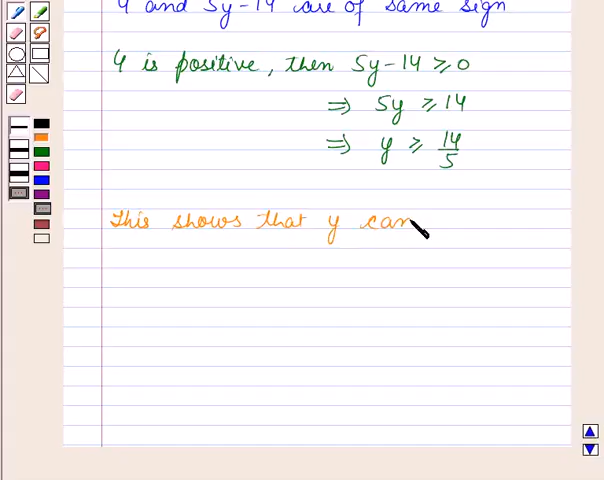 4 and 5y-14 are of same sign
4 is positive, then 5y-14 ≥ 0
⇒ 5y ≥ 14
⇒ y ≥ 14/5
This shows that y can